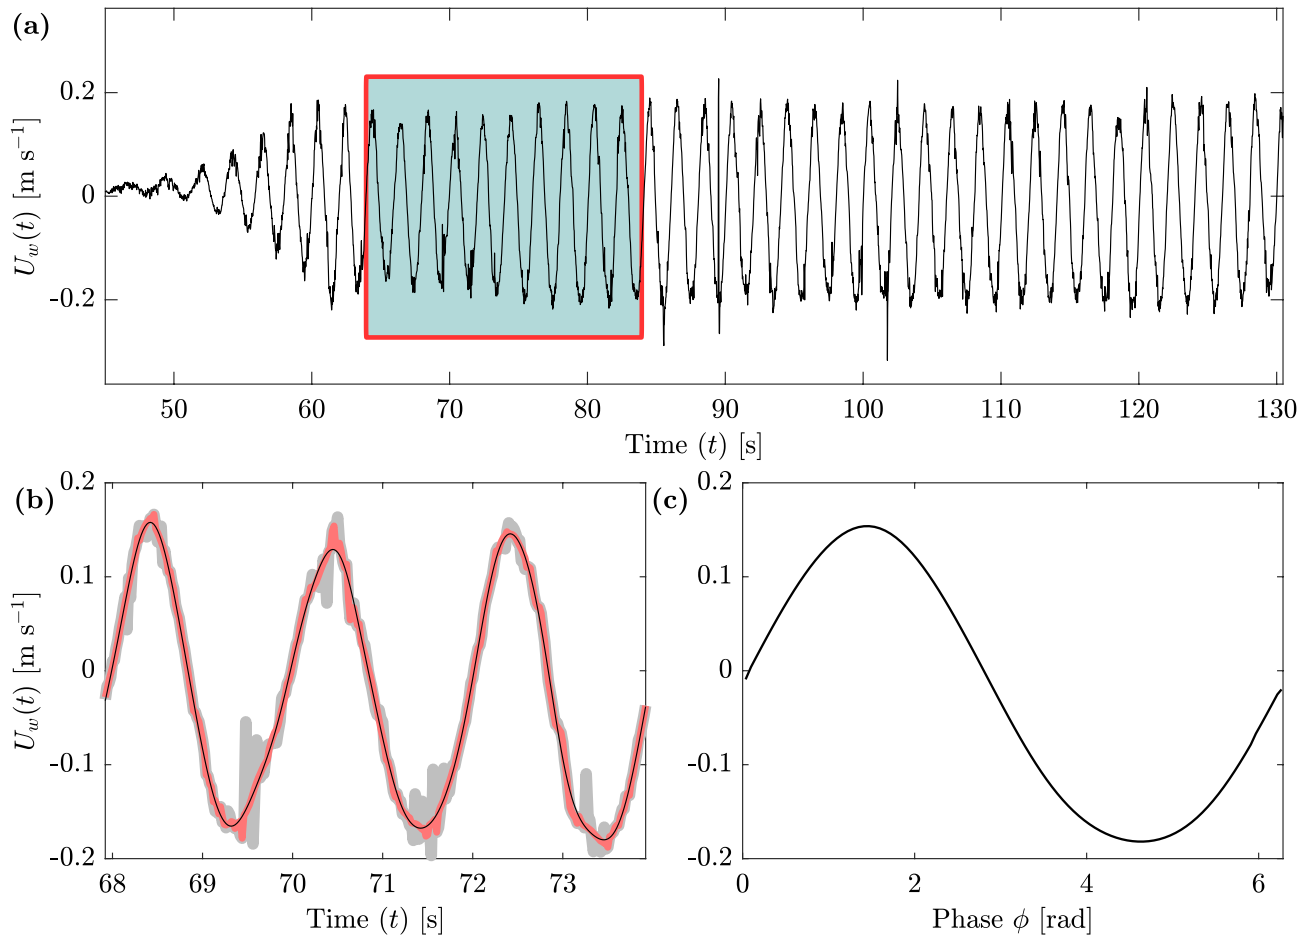 (a)
0.2
0
-0.2
U_w(t) [m s⁻¹]
50 60 70 80 90 100 110 120 130
Time (t) [s]
(b)
0.2
0.1
0
-0.1
-0.2
U_w(t) [m s⁻¹]
68 69 70 71 72 73
Time (t) [s]
(c)
0.2
0.1
0
-0.1
-0.2
0 2 4 6
Phase ϕ [rad]